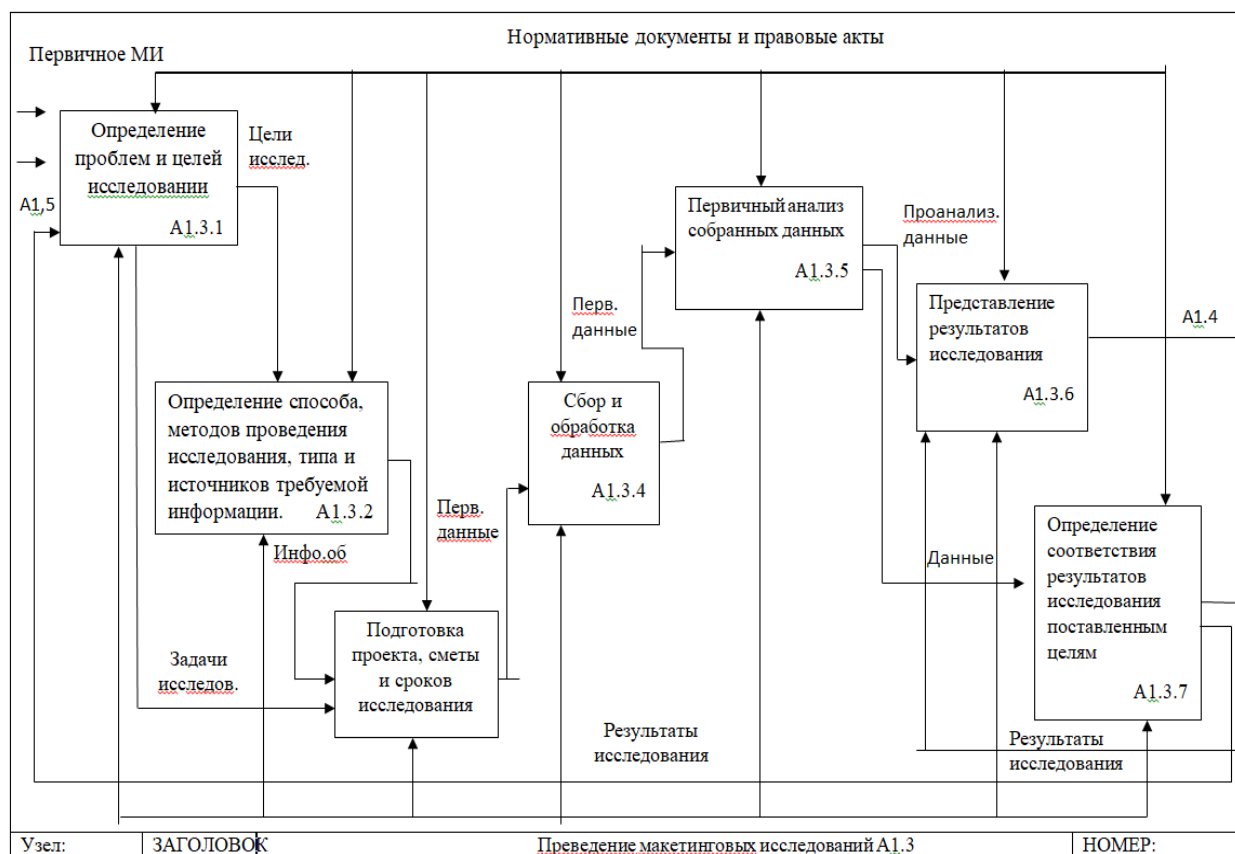 Нормативные документы и правовые акты
Первичное МИ
Определение
проблем и целей
исследовании
А1.3.1
Цели
исслед.
А1,5
Первичный анализ
собранных данных
А1.3.5
Проанализ.
данные
Представление
результатов
исследования
А1.3.6
А1.4
Перв.
данные
Определение способа,
методов проведения
исследования, типа и
источников требуемой
информации. А1.3.2
Сбор и
обработка
данных
А1.3.4
Перв.
данные
Инфо.об
Данные
Определение
соответствия
результатов
исследования
поставленным
целям
А1.3.7
Подготовка
проекта, сметы
и сроков
исследования
Задачи
исследов.
Результаты
исследования
Результаты
исследования
Узел:
ЗАГОЛОВОК
Преведение макетинговых исследований А1.3
НОМЕР: